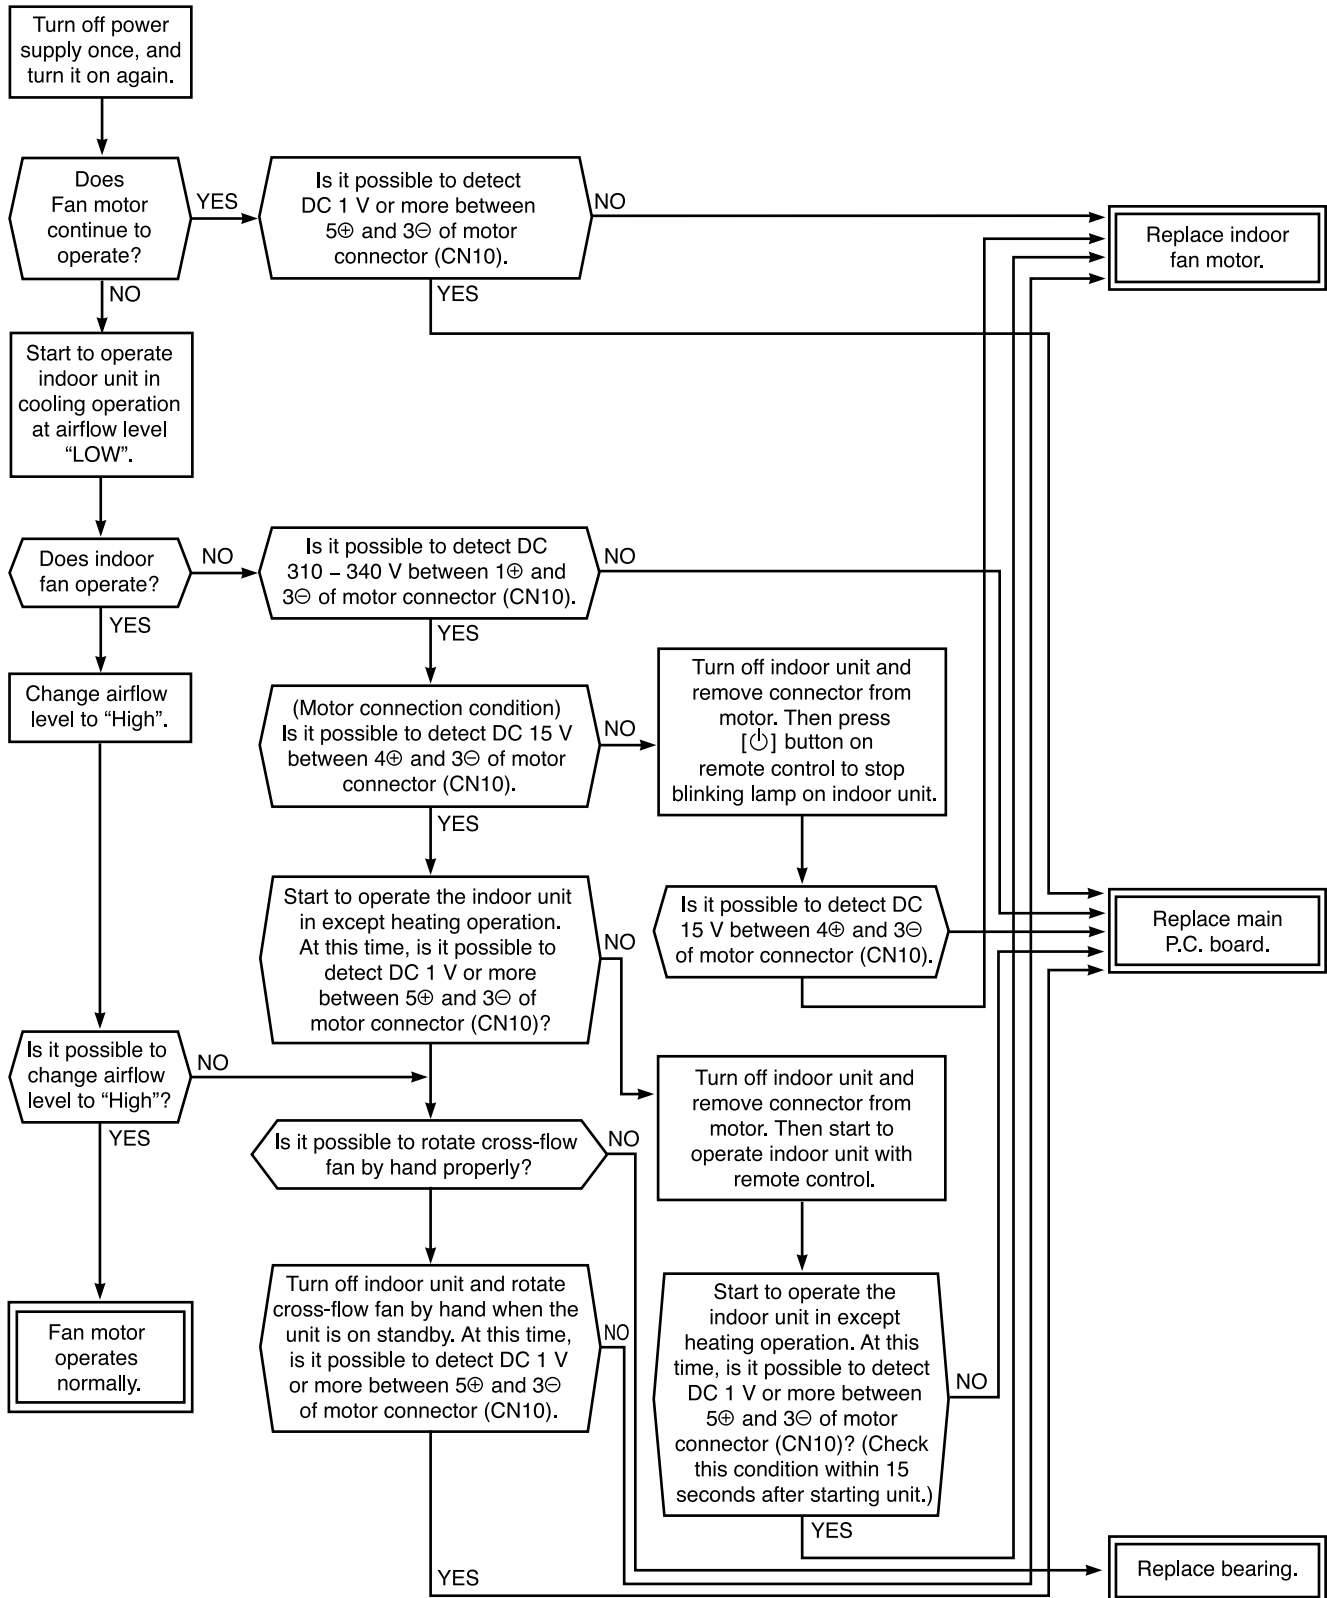 Turn off power
supply once, and
turn it on again.
Does
Fan motor
continue to
operate?
YES
NO
Is it possible to detect
DC 1 V or more between
5⊕ and 3⊖ of motor
connector (CN10).
NO
YES
Replace indoor
fan motor.
Start to operate
indoor unit in
cooling operation
at airflow level
“LOW”.
Does indoor
fan operate?
NO
YES
Is it possible to detect DC
310 – 340 V between 1⊕ and
3⊖ of motor connector (CN10).
NO
YES
Change airflow
level to “High”.
(Motor connection condition)
Is it possible to detect DC 15 V
between 4⊕ and 3⊖ of motor
connector (CN10).
NO
YES
Turn off indoor unit and
remove connector from
motor. Then press
[⏻] button on
remote control to stop
blinking lamp on indoor unit.
Start to operate the indoor unit
in except heating operation.
At this time, is it possible to
detect DC 1 V or more
between 5⊕ and 3⊖ of
motor connector (CN10)?
NO
Is it possible to detect DC
15 V between 4⊕ and 3⊖
of motor connector (CN10).
Replace main
P.C. board.
Is it possible to
change airflow
level to “High”?
NO
YES
Is it possible to rotate cross-flow
fan by hand properly?
NO
Turn off indoor unit and
remove connector from
motor. Then start to
operate indoor unit with
remote control.
Fan motor
operates
normally.
Turn off indoor unit and rotate
cross-flow fan by hand when the
unit is on standby. At this time,
is it possible to detect DC 1 V
or more between 5⊕ and 3⊖
of motor connector (CN10).
NO
YES
Start to operate the
indoor unit in except
heating operation. At this
time, is it possible to detect
DC 1 V or more between
5⊕ and 3⊖ of motor
connector (CN10)? (Check
this condition within 15
seconds after starting unit.)
NO
YES
Replace bearing.